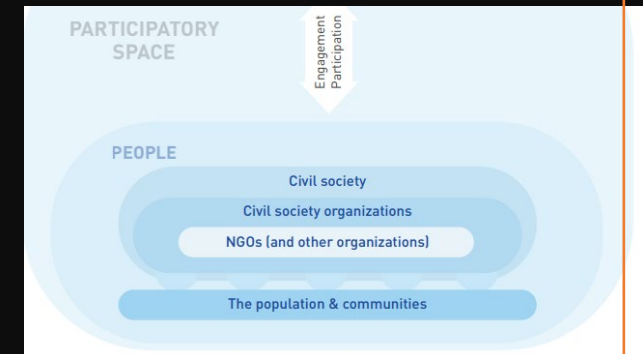 PARTICIPATORY
SPACE
Engagement
Participation
PEOPLE
Civil society
Civil society organizations
NGOs (and other organizations)
The population & communities